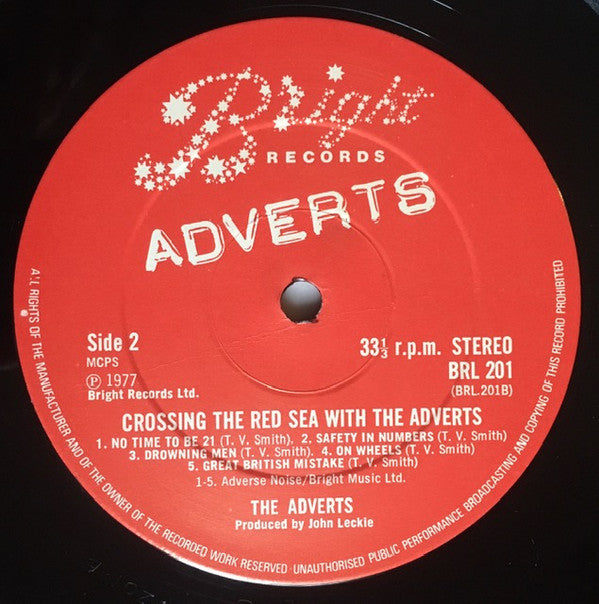 Bright
RECORDS
ADVERTS
Side 2
MCPS
Ⓟ 1977
Bright Records Ltd.
33⅓ r.p.m. STEREO
BRL 201
(BRL.201B)
CROSSING THE RED SEA WITH THE ADVERTS
1. NO TIME TO BE 21 (T. V. Smith). 2. SAFETY IN NUMBERS (T. V. Smith)
3. DROWNING MEN (T. V. Smith). 4. ON WHEELS (T. V. Smith)
5. GREAT BRITISH MISTAKE (T. V. Smith)
1-5. Adverse Noise/Bright Music Ltd.
THE ADVERTS
Produced by John Leckie
ALL RIGHTS OF THE MANUFACTURER AND OF THE OWNER OF THE RECORDED WORK RESERVED · UNAUTHORISED PUBLIC PERFORMANCE BROADCASTING AND COPYING OF THIS RECORD PROHIBITED